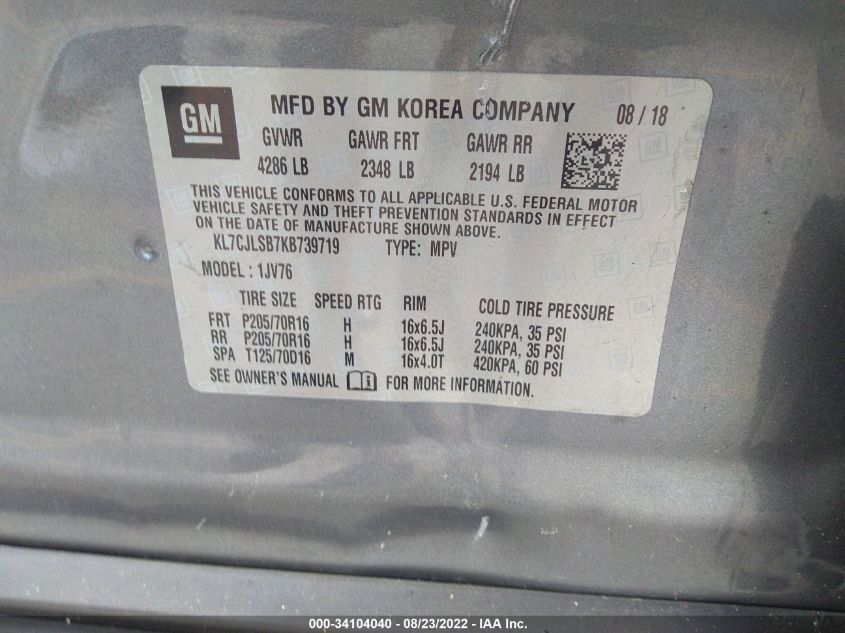 GM MFD BY GM KOREA COMPANY 08 / 18
GVWR GAWR FRT GAWR RR
4286 LB 2348 LB 2194 LB
THIS VEHICLE CONFORMS TO ALL APPLICABLE U.S. FEDERAL MOTOR
VEHICLE SAFETY AND THEFT PREVENTION STANDARDS IN EFFECT
ON THE DATE OF MANUFACTURE SHOWN ABOVE.
KL7CJLSB7KB739719 TYPE: MPV
MODEL : 1JV76
TIRE SIZE SPEED RTG RIM COLD TIRE PRESSURE
FRT P205/70R16 H 16x6.5J 240KPA, 35 PSI
RR P205/70R16 H 16x6.5J 240KPA, 35 PSI
SPA T125/70D16 M 16x4.0T 420KPA, 60 PSI
SEE OWNER'S MANUAL FOR MORE INFORMATION.
000-34104040 - 08/23/2022 - IAA Inc.